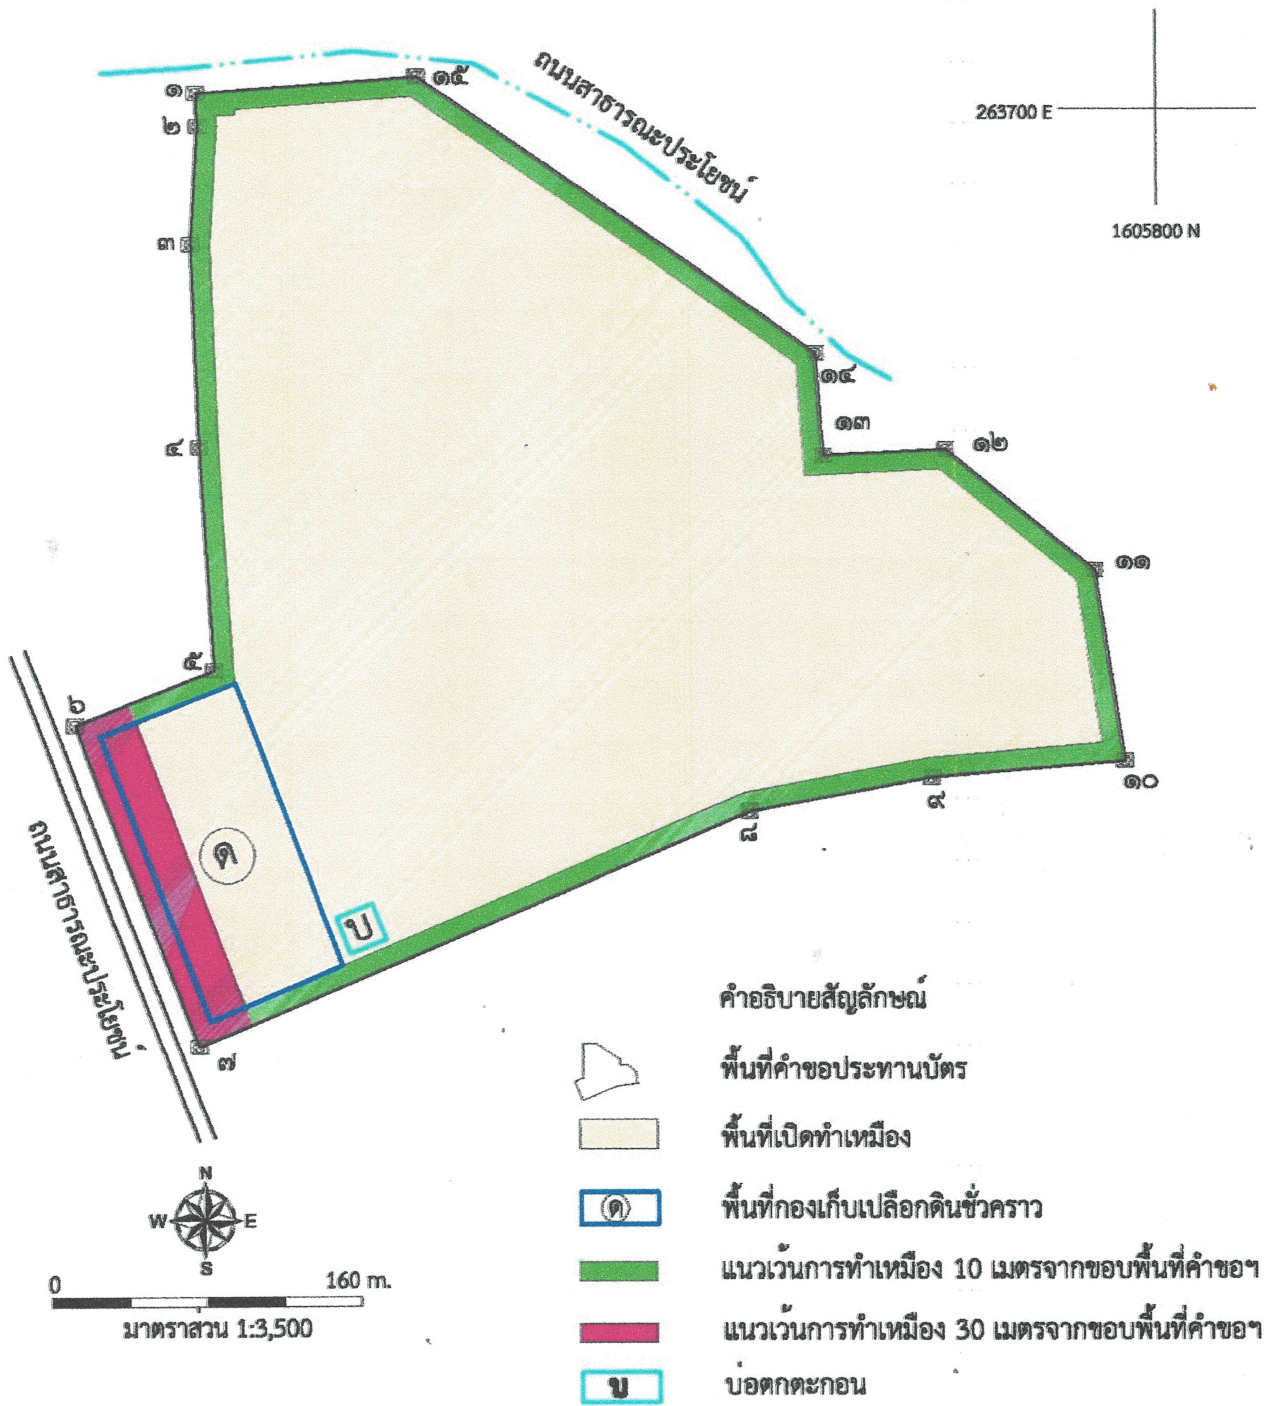 ถนนสาธารณะประโยชน์
๑
๑๕
๒
263700 E
1605800 N
๓
๑๔
๑๓
๔
๑๒
๑๑
๕
๖
๑๐
๙
๘
ด
บ
ถนนสาธารณะประโยชน์
๗
คำอธิบายสัญลักษณ์
พื้นที่คำขอประทานบัตร
พื้นที่เปิดทำเหมือง
ด พื้นที่กองเก็บเปลือกดินชั่วคราว
แนวเว้นการทำเหมือง 10 เมตรจากขอบพื้นที่คำขอฯ
แนวเว้นการทำเหมือง 30 เมตรจากขอบพื้นที่คำขอฯ
บ บ่อตกตะกอน
N
W E
S
0 160 m.
มาตราส่วน 1:3,500